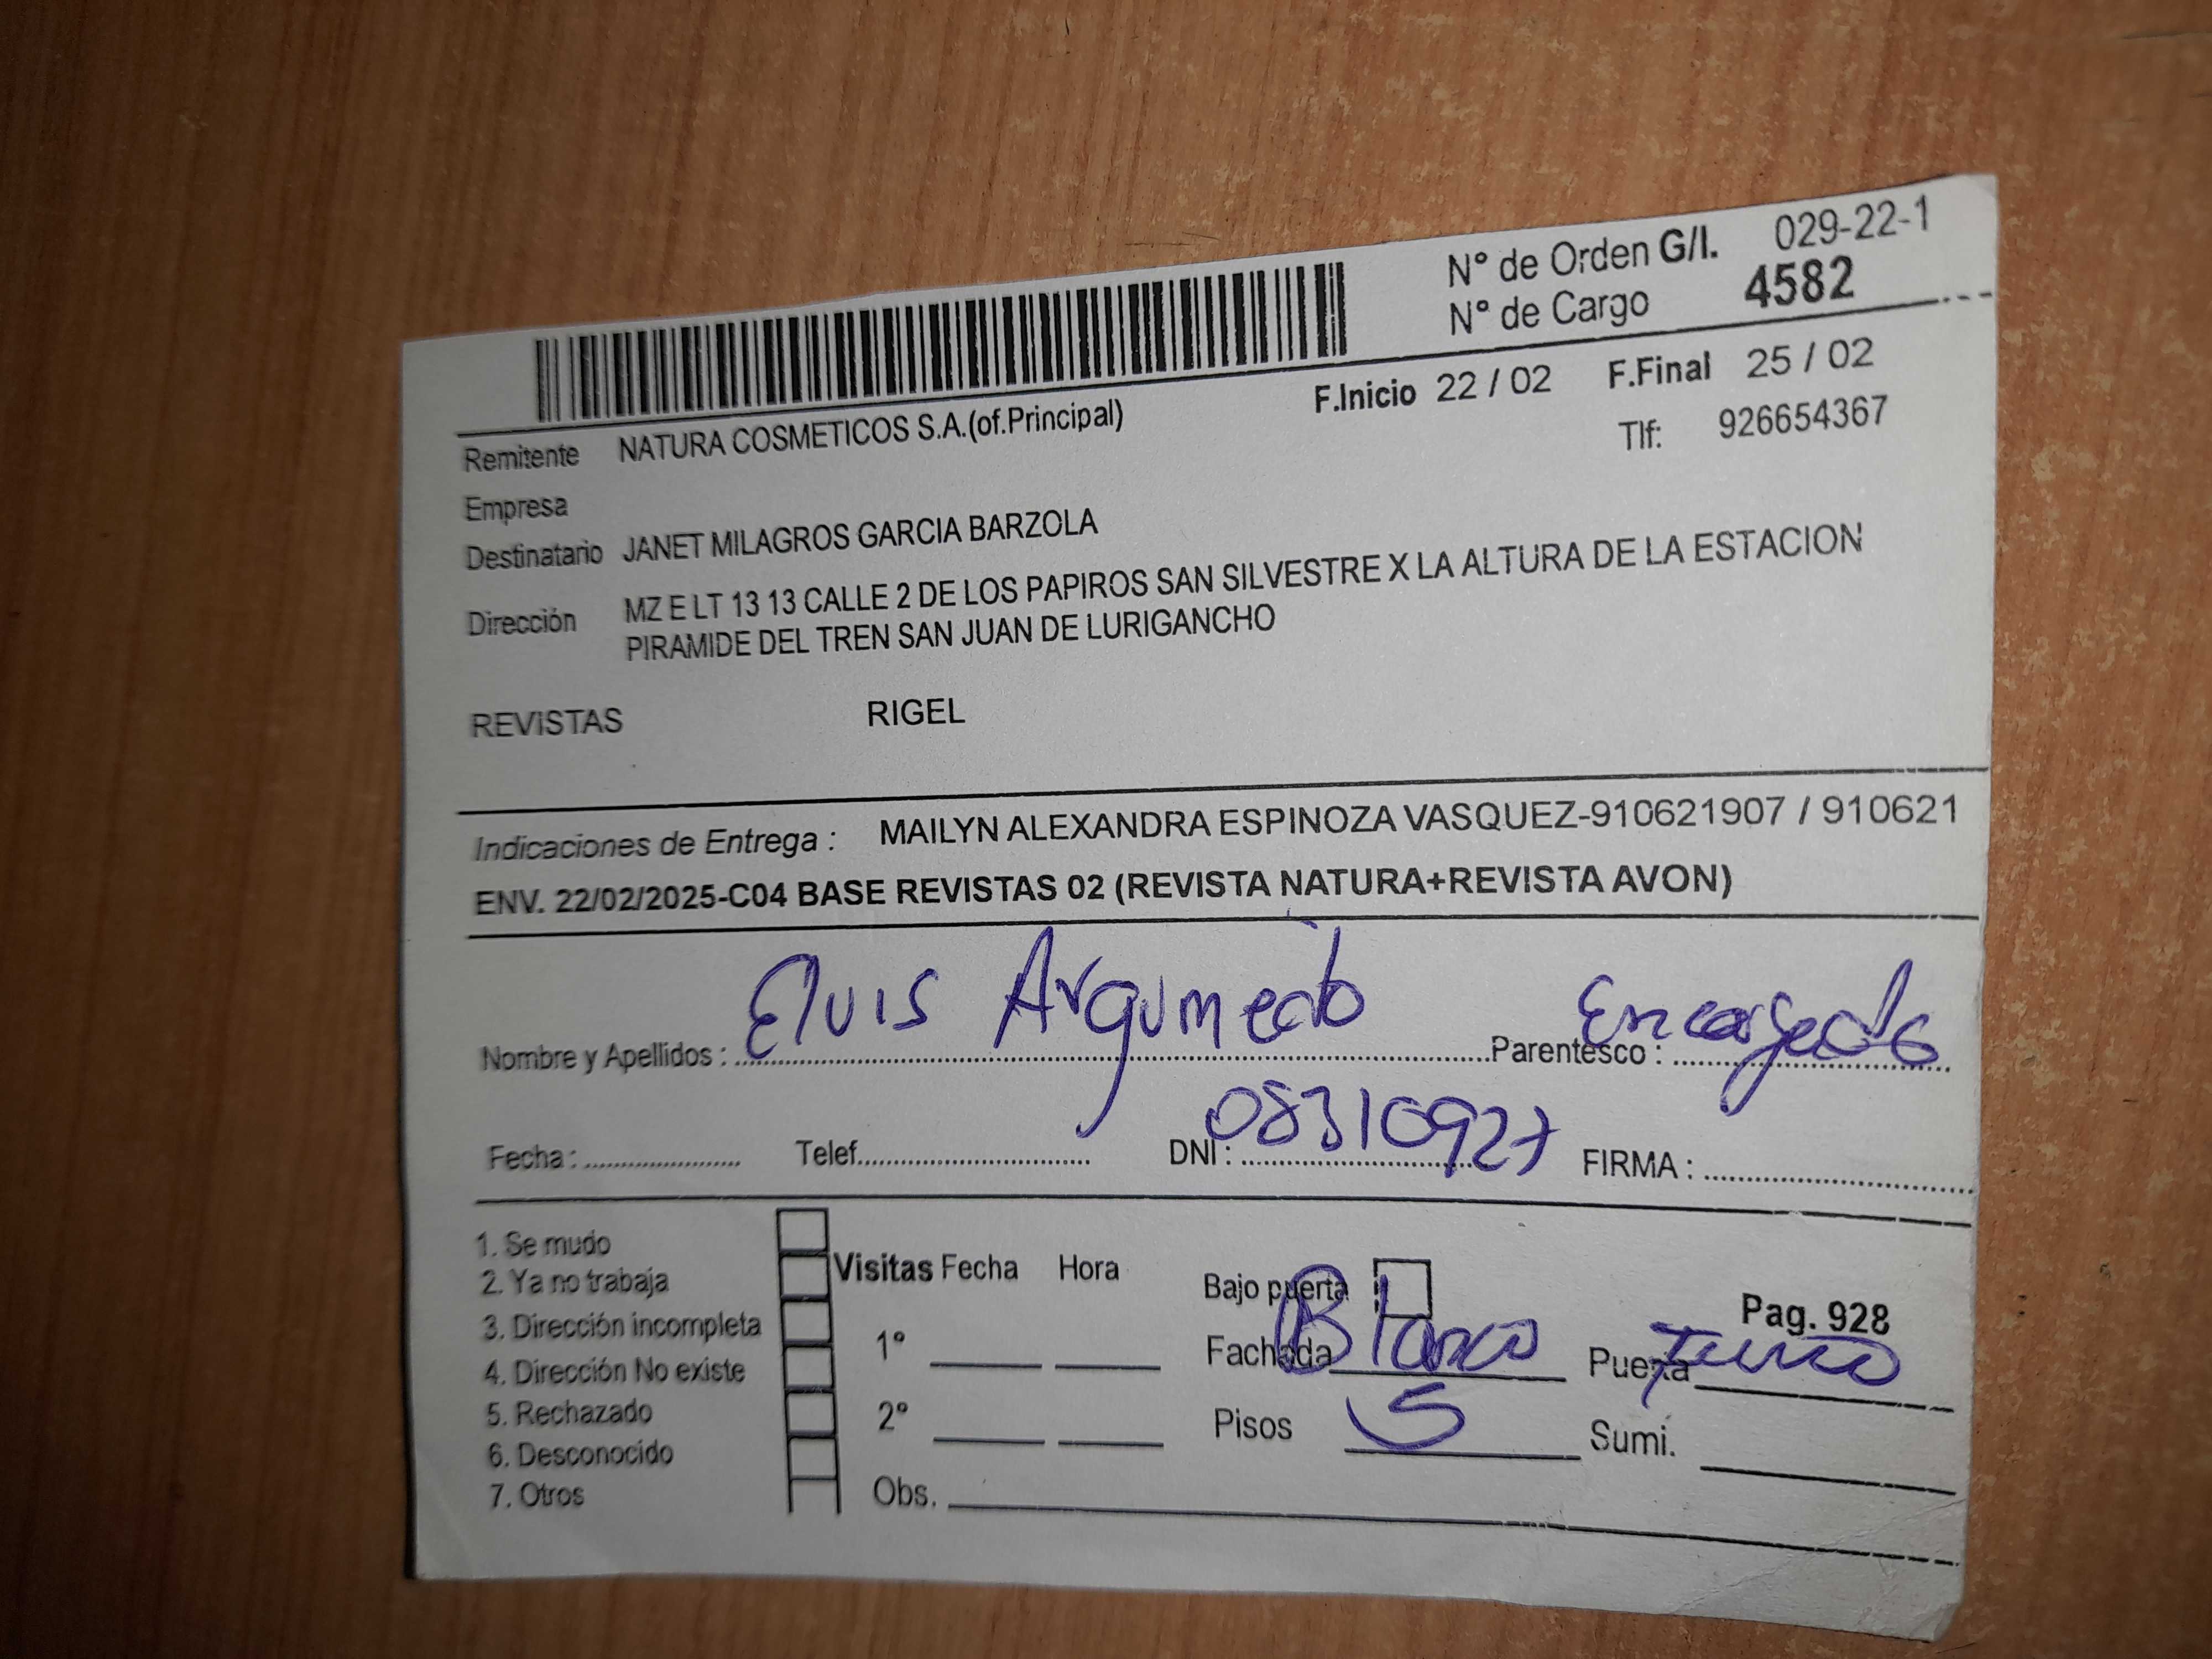 N° de Orden G/I. 029-22-1
N° de Cargo 4582
F.Inicio 22 / 02 F.Final 25 / 02
Remitente NATURA COSMETICOS S.A.(of.Principal) Tlf: 926654367
Empresa
Destinatario JANET MILAGROS GARCIA BARZOLA
Dirección MZ E LT 13 13 CALLE 2 DE LOS PAPIROS SAN SILVESTRE X LA ALTURA DE LA ESTACION
PIRAMIDE DEL TREN SAN JUAN DE LURIGANCHO
REVISTAS RIGEL
Indicaciones de Entrega : MAILYN ALEXANDRA ESPINOZA VASQUEZ-910621907 / 910621
ENV. 22/02/2025-C04 BASE REVISTAS 02 (REVISTA NATURA+REVISTA AVON)
Nombre y Apellidos : Elvis Argumedo Parentesco : Encargado
Fecha : Telef. DNI : 08310927 FIRMA :
1. Se mudo
2. Ya no trabaja
3. Dirección incompleta
4. Dirección No existe
5. Rechazado
6. Desconocido
7. Otros
Visitas Fecha Hora
1°
2°
Obs.
Bajo puerta Pag. 928
Fachada Blanco Puerta
Pisos 5 Sumi.